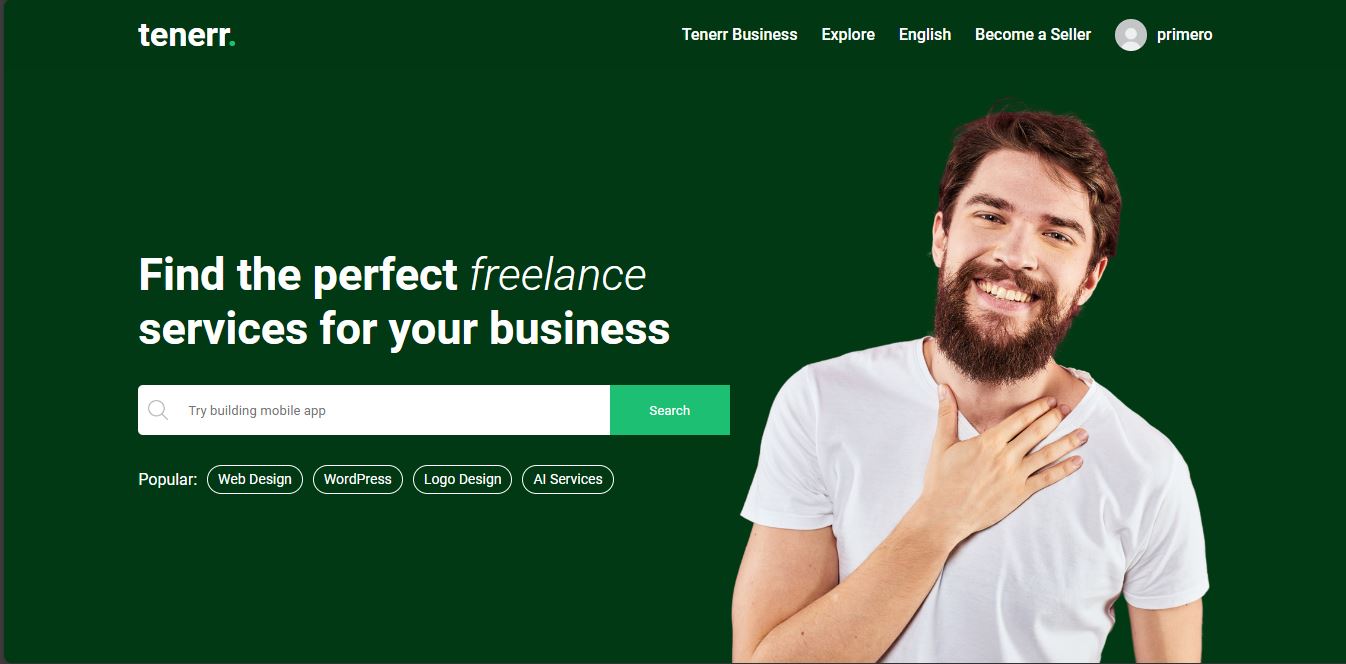 tenerr.
Tenerr Business
Explore
English
Become a Seller
primero
Find the perfect freelance
services for your business
Try building mobile app
Search
Popular:
Web Design
WordPress
Logo Design
AI Services